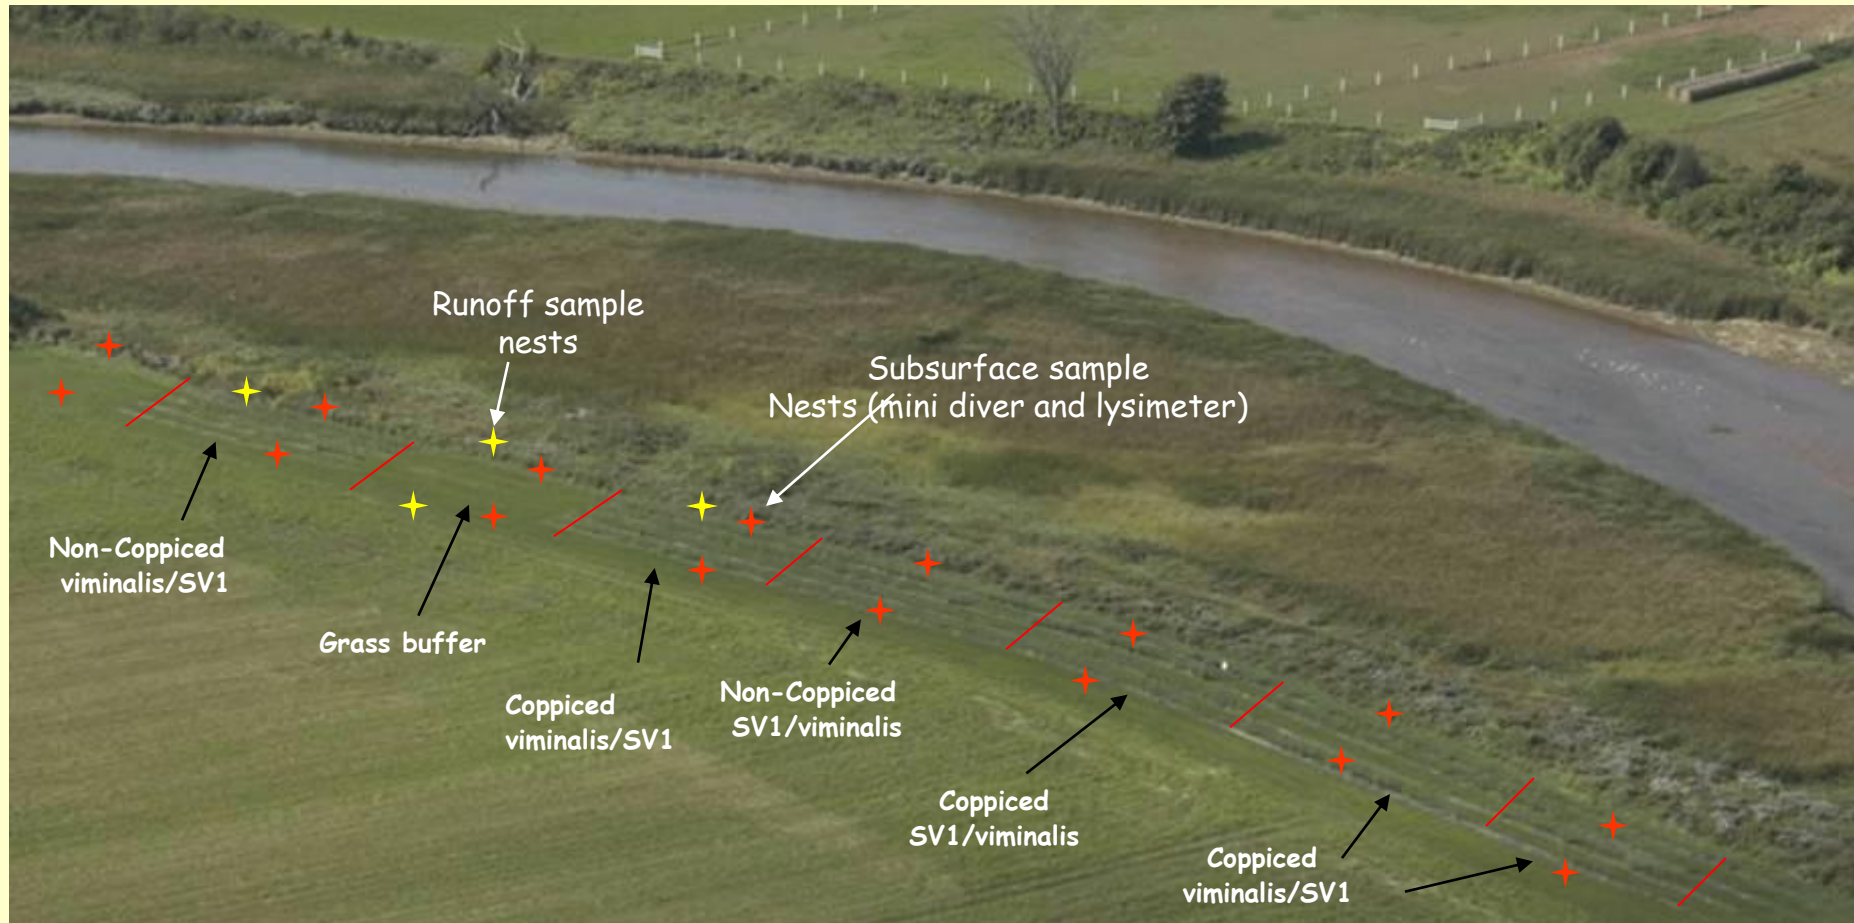 Runoff sample
nests
Subsurface sample
Nests (mini diver and lysimeter)
Non-Coppiced
viminalis/SV1
Grass buffer
Coppiced
viminalis/SV1
Non-Coppiced
SV1/viminalis
Coppiced
SV1/viminalis
Coppiced
viminalis/SV1